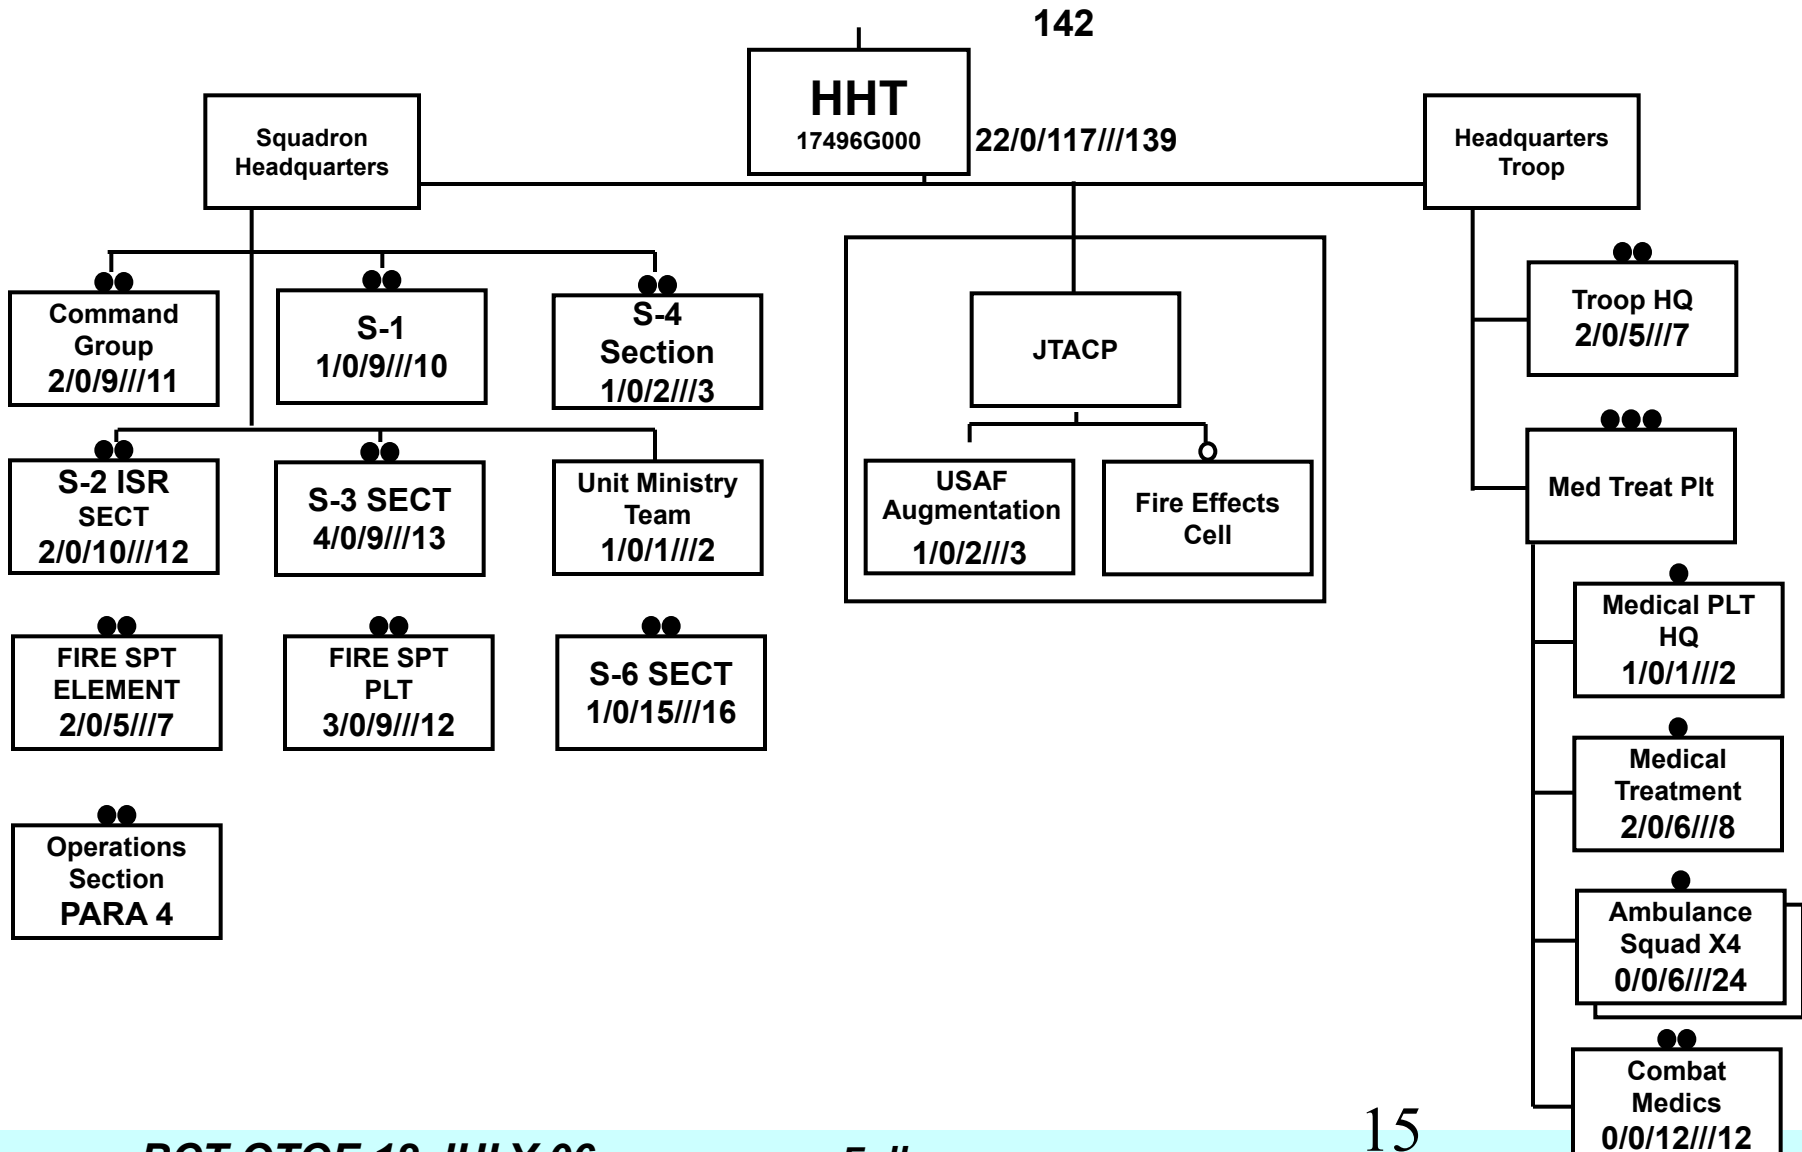 142
HHT
17496G000
22/0/117///139
Squadron
Headquarters
Headquarters
Troop
Command
Group
2/0/9///11
S-1
1/0/9///10
S-4
Section
1/0/2///3
S-2 ISR
SECT
2/0/10///12
S-3 SECT
4/0/9///13
Unit Ministry
Team
1/0/1///2
FIRE SPT
ELEMENT
2/0/5///7
FIRE SPT
PLT
3/0/9///12
S-6 SECT
1/0/15///16
Operations
Section
PARA 4
JTACP
USAF
Augmentation
1/0/2///3
Fire Effects
Cell
Troop HQ
2/0/5///7
Med Treat Plt
Medical PLT
HQ
1/0/1///2
Medical
Treatment
2/0/6///8
Ambulance
Squad X4
0/0/6///24
Combat
Medics
0/0/12///12
15